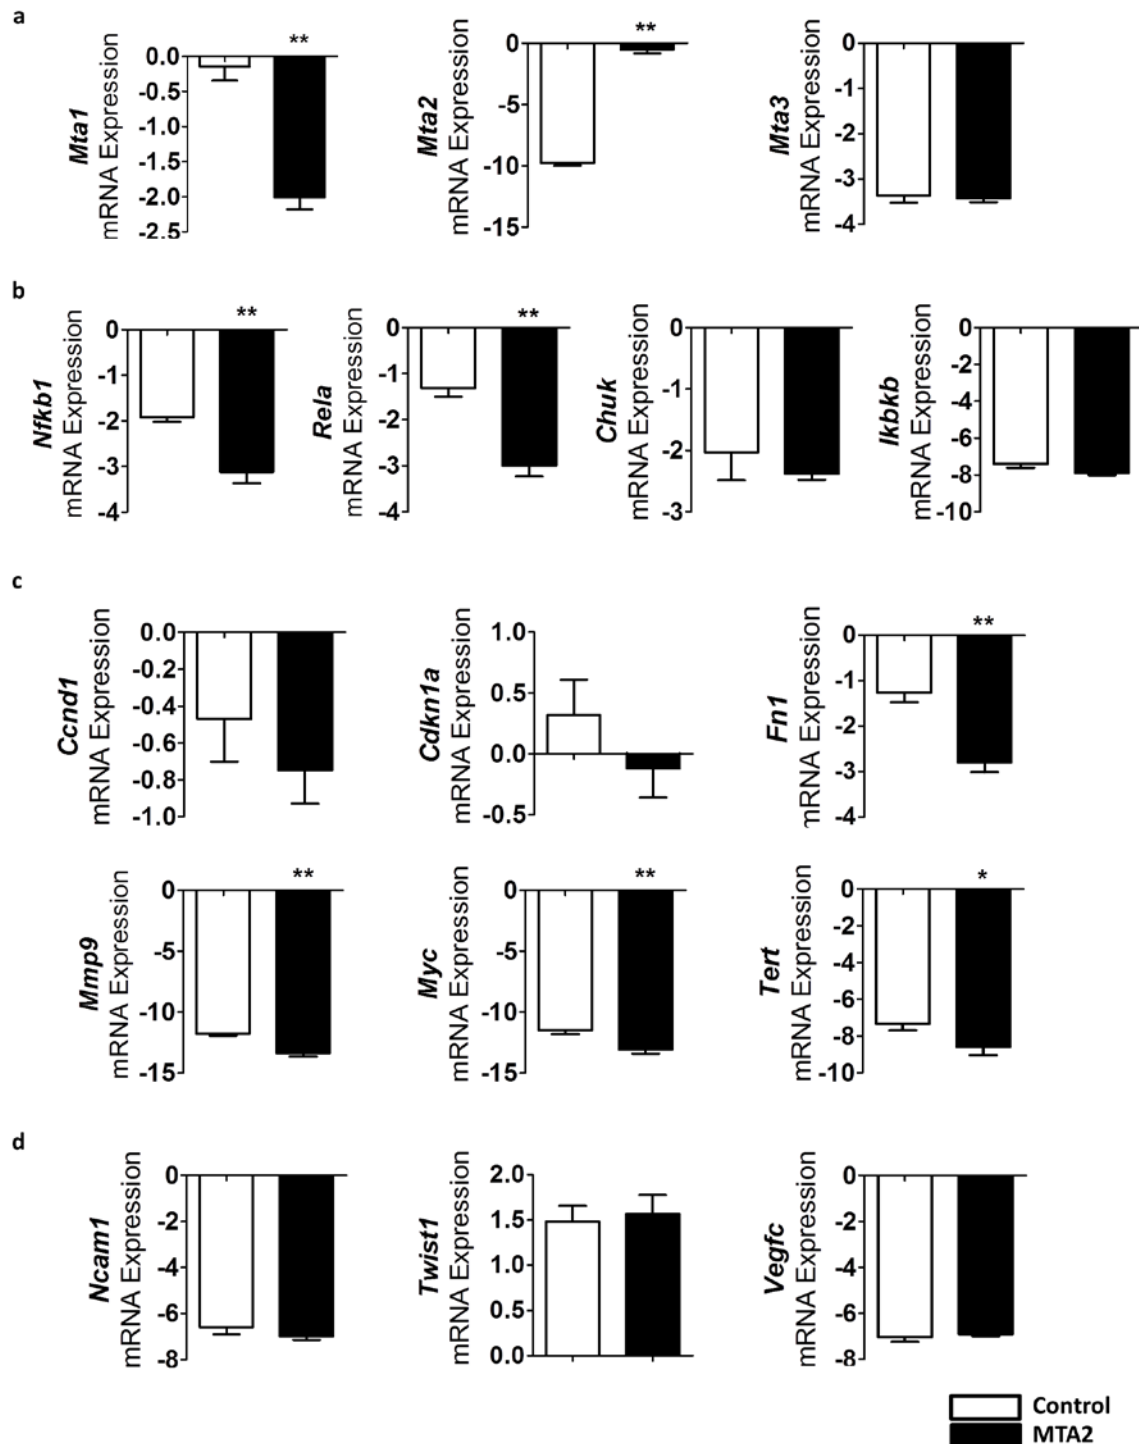 a
Mta1
mRNA Expression
0.0
-0.5
-1.0
-1.5
-2.0
-2.5
**
Mta2
mRNA Expression
0
-5
-10
-15
**
Mta3
mRNA Expression
0
-1
-2
-3
-4
b
Nfkb1
mRNA Expression
0
-1
-2
-3
-4
**
Rela
mRNA Expression
0
-1
-2
-3
-4
**
Chuk
mRNA Expression
0
-1
-2
-3
Ikbkb
mRNA Expression
0
-2
-4
-6
-8
-10
c
Ccnd1
mRNA Expression
0.0
-0.2
-0.4
-0.6
-0.8
-1.0
Cdkn1a
mRNA Expression
1.0
0.5
0.0
-0.5
Fn1
mRNA Expression
0
-1
-2
-3
-4
**
Mmp9
mRNA Expression
0
-5
-10
-15
**
Myc
mRNA Expression
0
-5
-10
-15
**
Tert
mRNA Expression
0
-2
-4
-6
-8
-10
*
d
Ncam1
mRNA Expression
0
-2
-4
-6
-8
Twist1
mRNA Expression
2.0
1.5
1.0
0.5
0.0
Vegfc
mRNA Expression
0
-2
-4
-6
-8
Control
MTA2